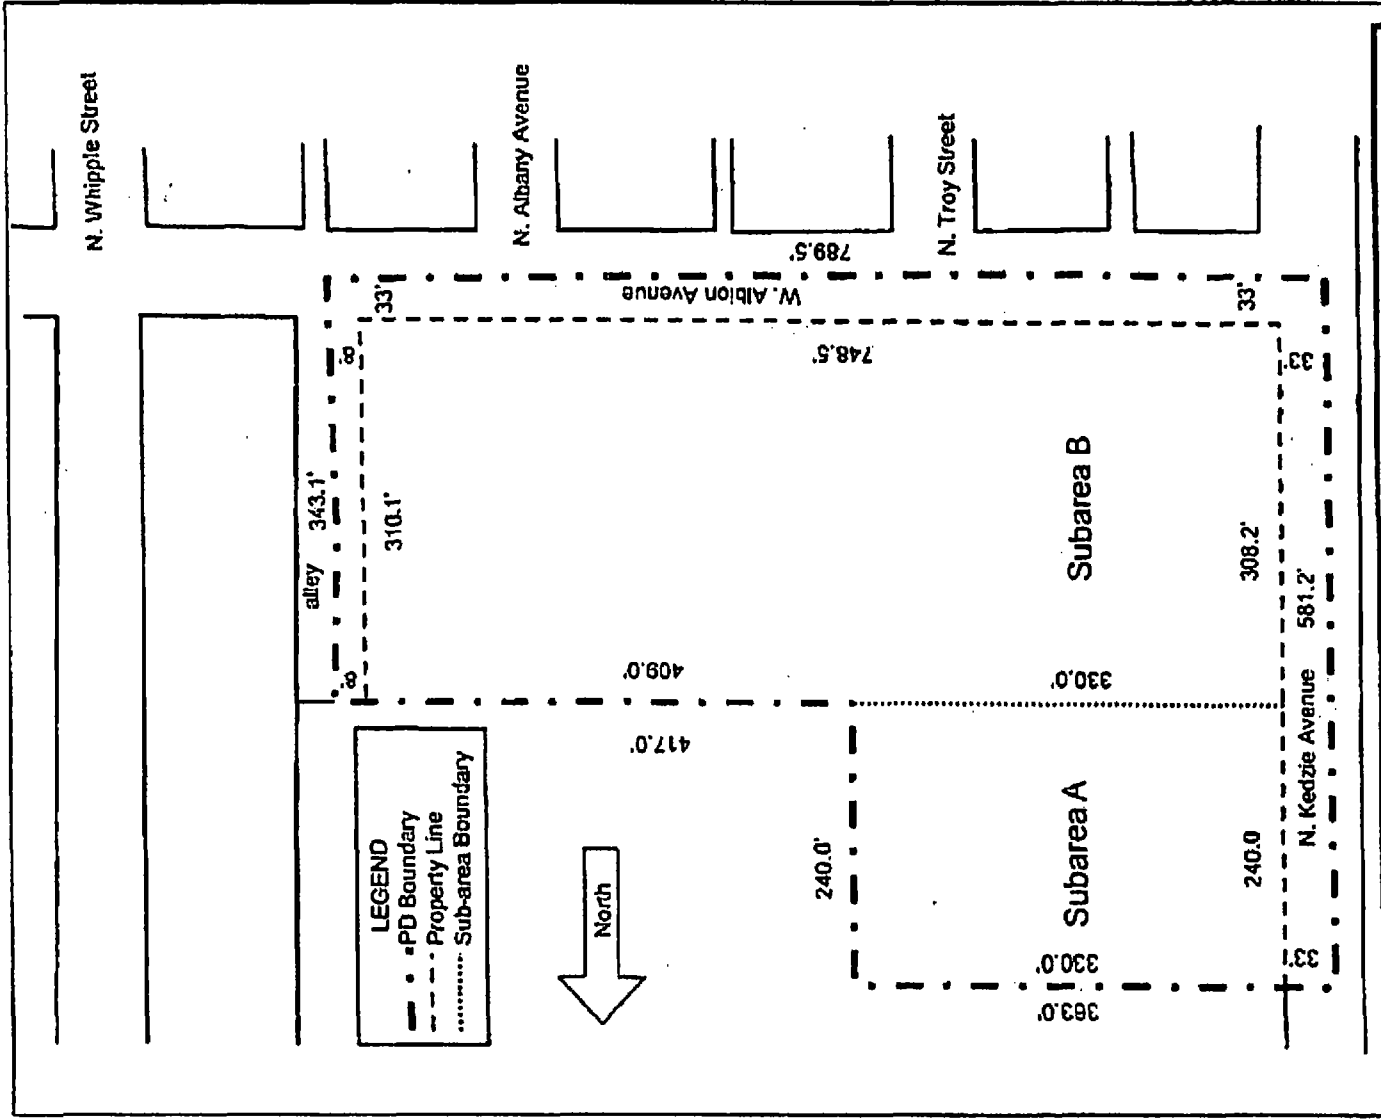 N. Whipple Street
N. Albany Avenue
N. Troy Street
789.5'
W. Albion Avenue
33'
33'
alley 343.1'
8'
8'
310.1'
748.5'
33'
Subarea B
308.2'
409.0'
330.0'
417.0'
N. Kedzie Avenue 581.2'
LEGEND
PD Boundary
Property Line
Sub-area Boundary
North
240.0'
Subarea A
240.0
330.0'
363.0'
33'